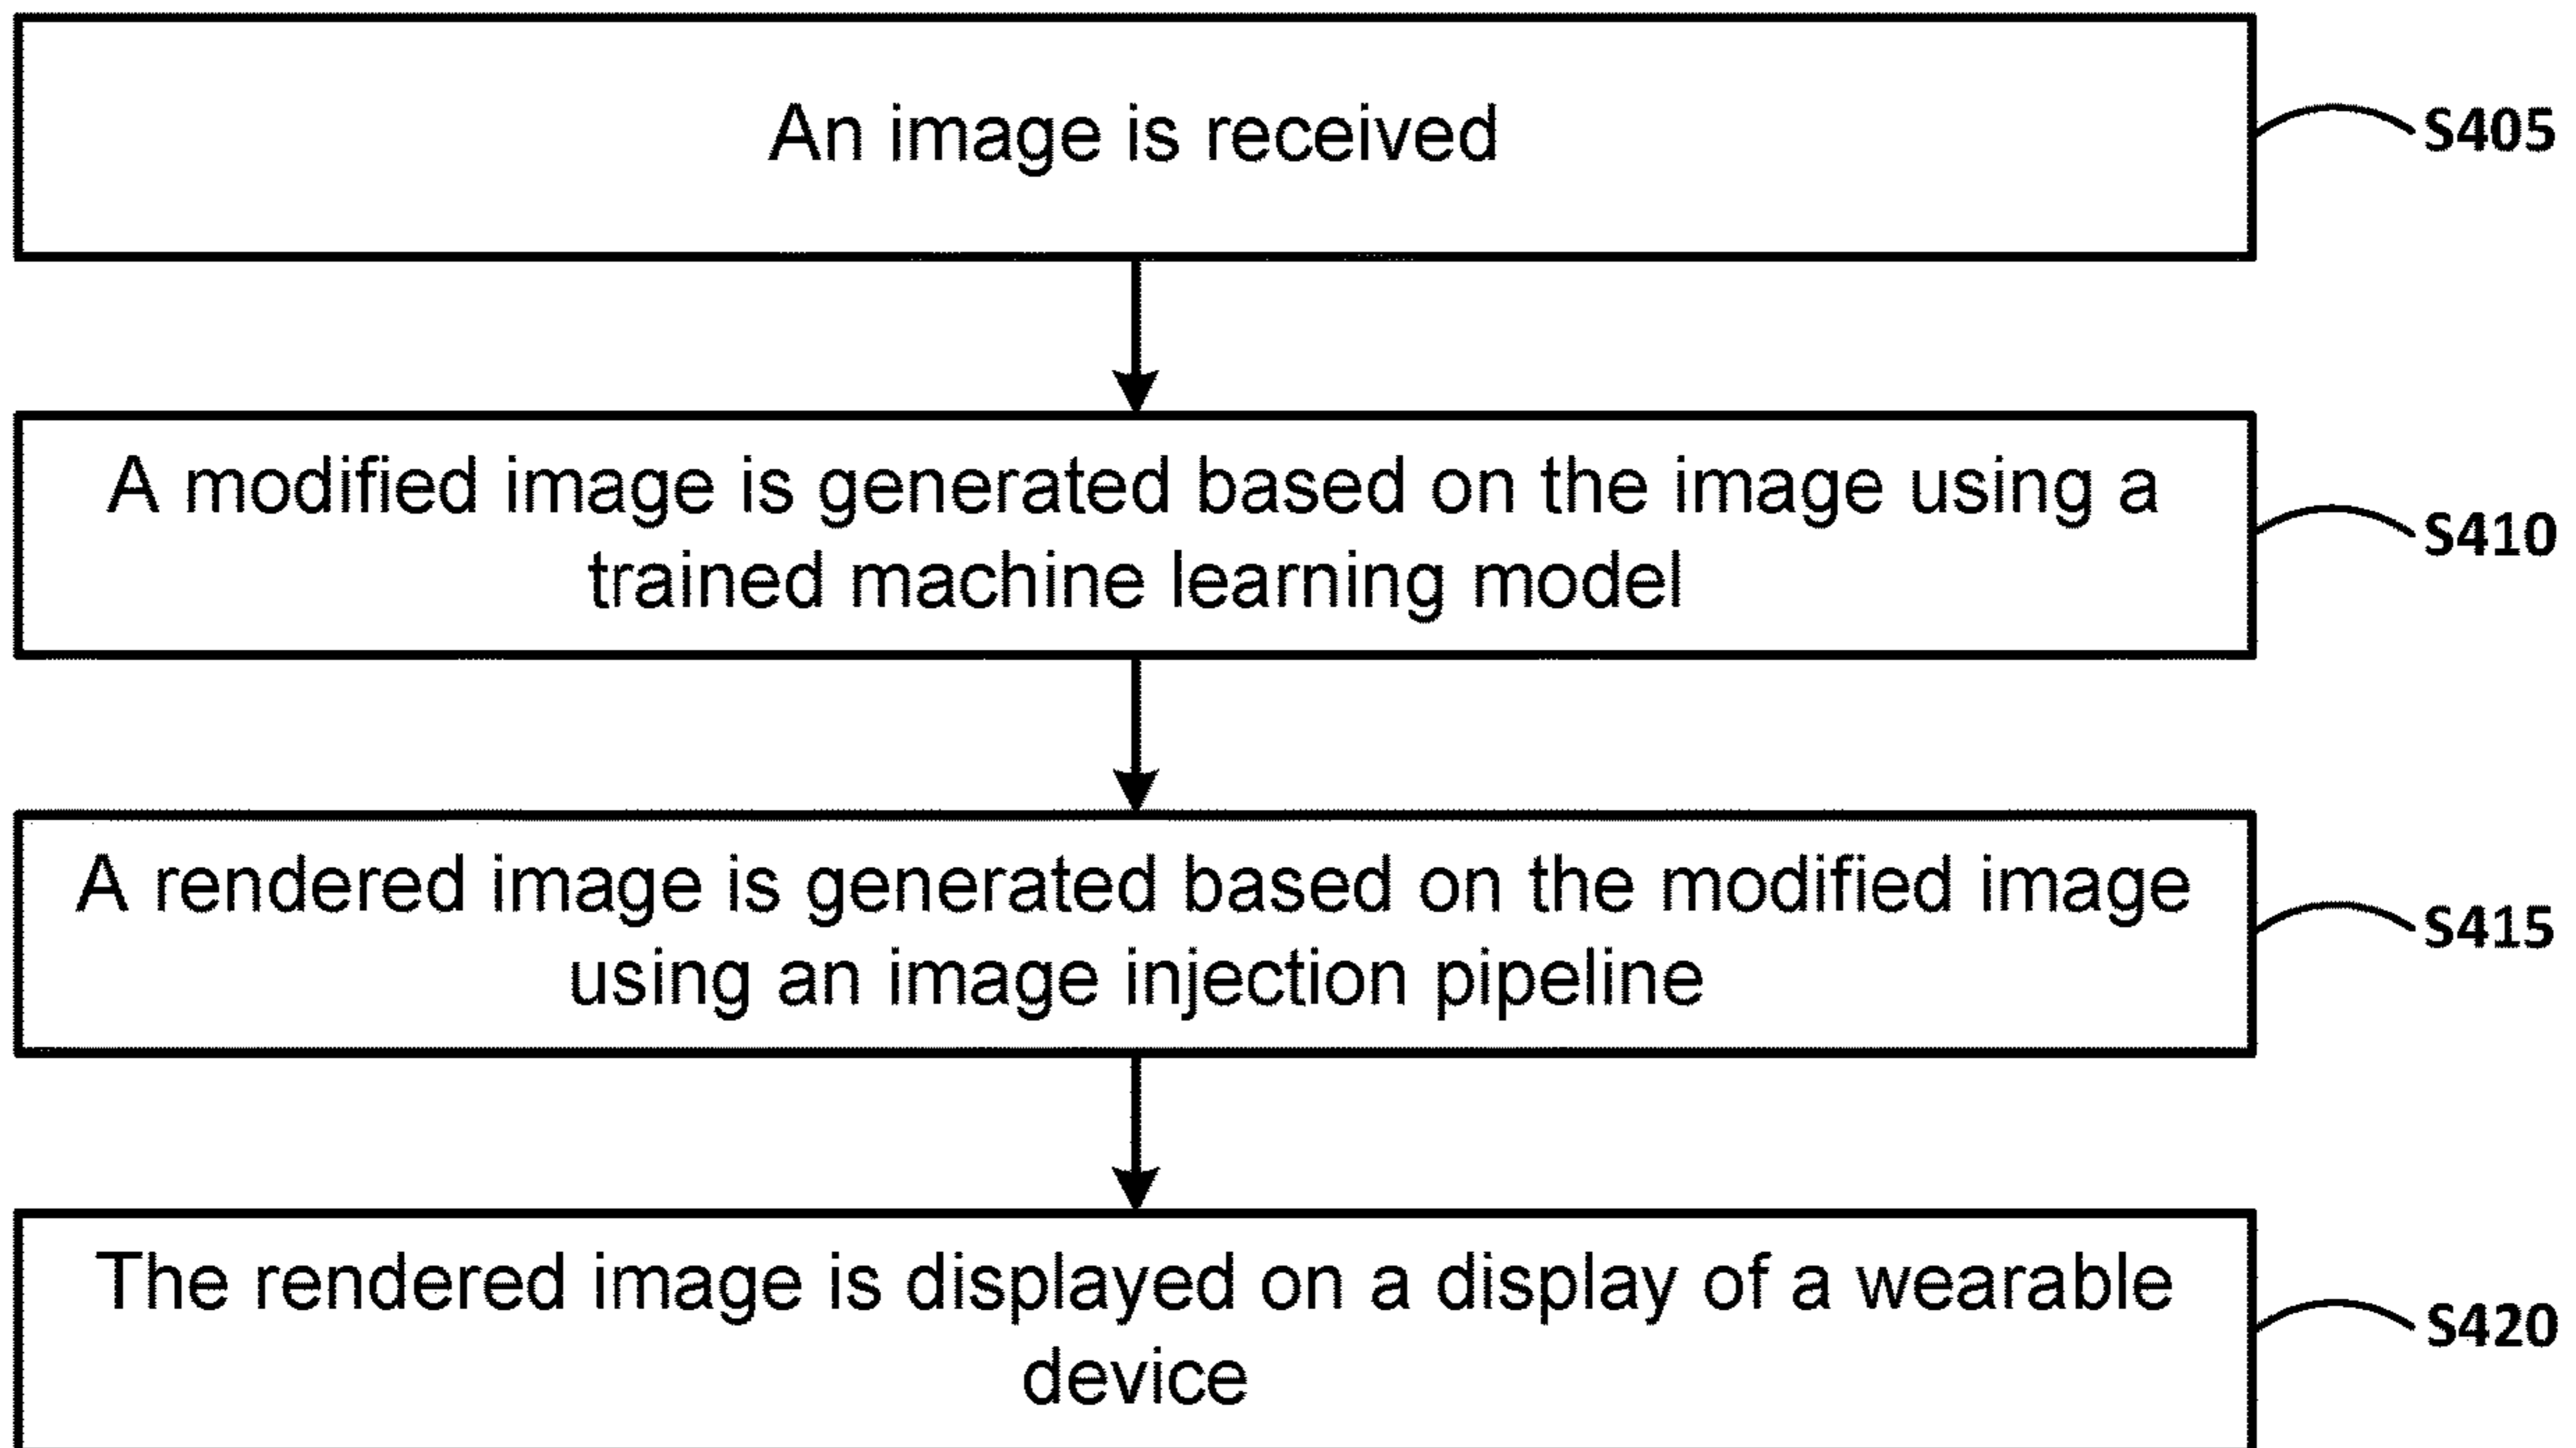 An image is received
S405
A modified image is generated based on the image using a
trained machine learning model
S410
A rendered image is generated based on the modified image
using an image injection pipeline
S415
The rendered image is displayed on a display of a wearable
device
S420